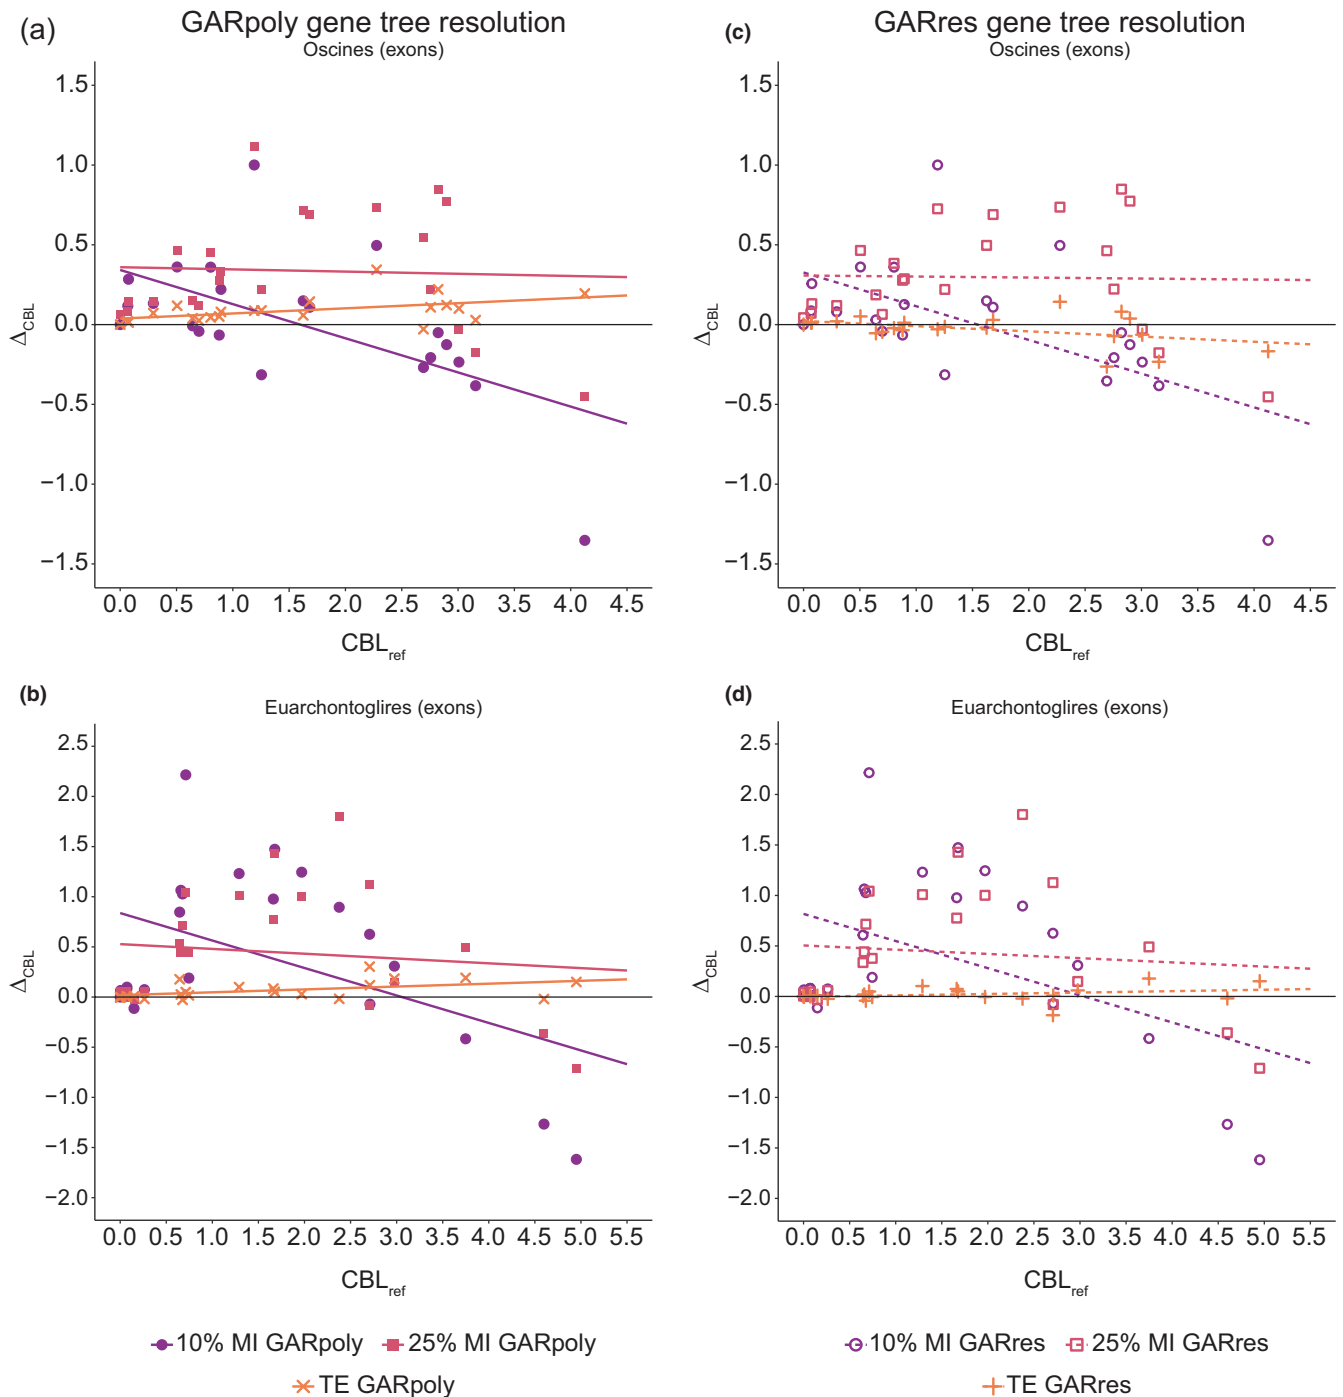 (a) GARpoly gene tree resolution
Oscines (exons)
1.5
1.0
0.5
0.0
−0.5
−1.0
−1.5
ΔCBL
0.0 0.5 1.0 1.5 2.0 2.5 3.0 3.5 4.0 4.5
CBLref
(c) GARres gene tree resolution
Oscines (exons)
1.5
1.0
0.5
0.0
−0.5
−1.0
−1.5
ΔCBL
0.0 0.5 1.0 1.5 2.0 2.5 3.0 3.5 4.0 4.5
CBLref
(b)
Euarchontoglires (exons)
2.5
2.0
1.5
1.0
0.5
0.0
−0.5
−1.0
−1.5
−2.0
ΔCBL
0.0 0.5 1.0 1.5 2.0 2.5 3.0 3.5 4.0 4.5 5.0 5.5
CBLref
(d)
Euarchontoglires (exons)
2.5
2.0
1.5
1.0
0.5
0.0
−0.5
−1.0
−1.5
−2.0
ΔCBL
0.0 0.5 1.0 1.5 2.0 2.5 3.0 3.5 4.0 4.5 5.0 5.5
CBLref
10% MI GARpoly 25% MI GARpoly
TE GARpoly
10% MI GARres 25% MI GARres
TE GARres